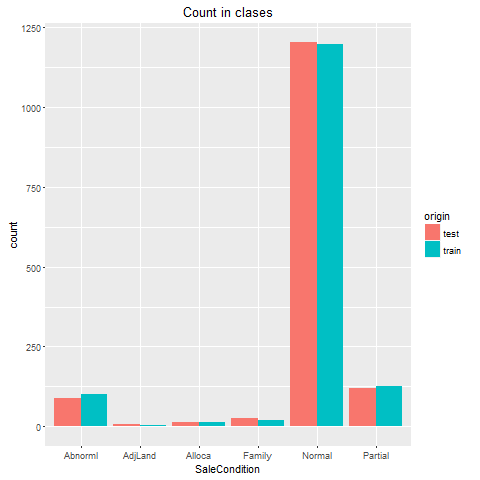 Count in clases
1250
1000
750
500
250
0
count
Abnorml AdjLand Alloca Family Normal Partial
SaleCondition
origin
test
train